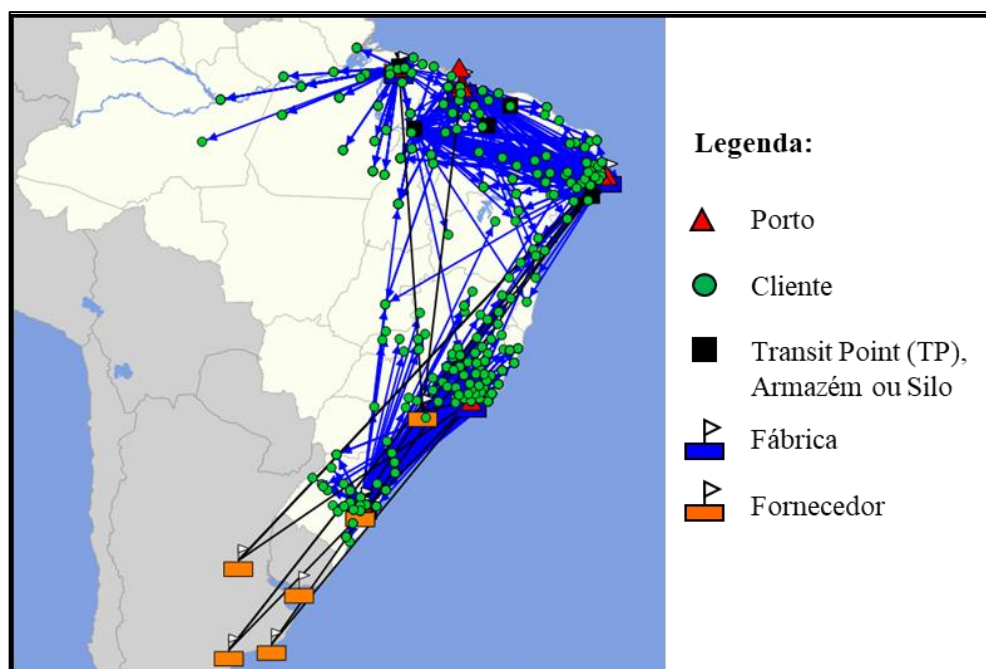 Legenda:
Porto
Cliente
Transit Point (TP),
Armazém ou Silo
Fábrica
Fornecedor